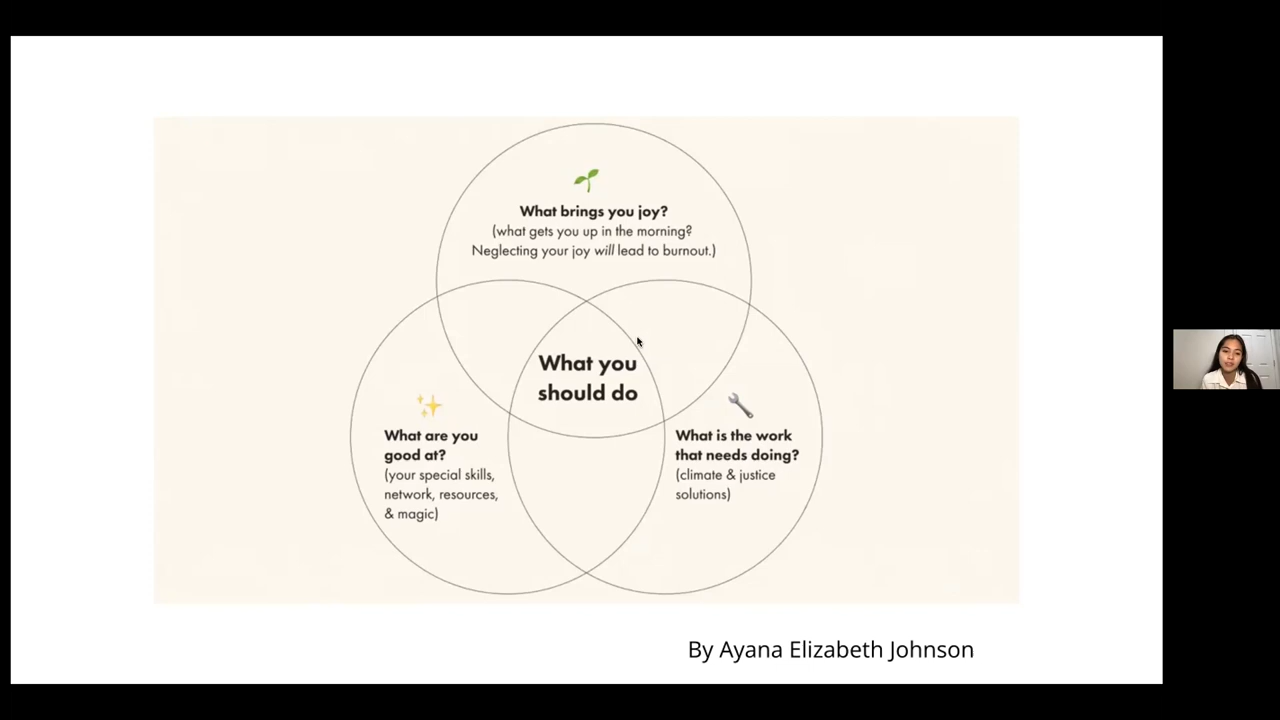 What brings you joy?
(what gets you up in the morning?
Neglecting your joy will lead to burnout.)
What you
should do
What are you
good at?
(your special skills,
network, resources,
& magic)
What is the work
that needs doing?
(climate & justice
solutions)
By Ayana Elizabeth Johnson